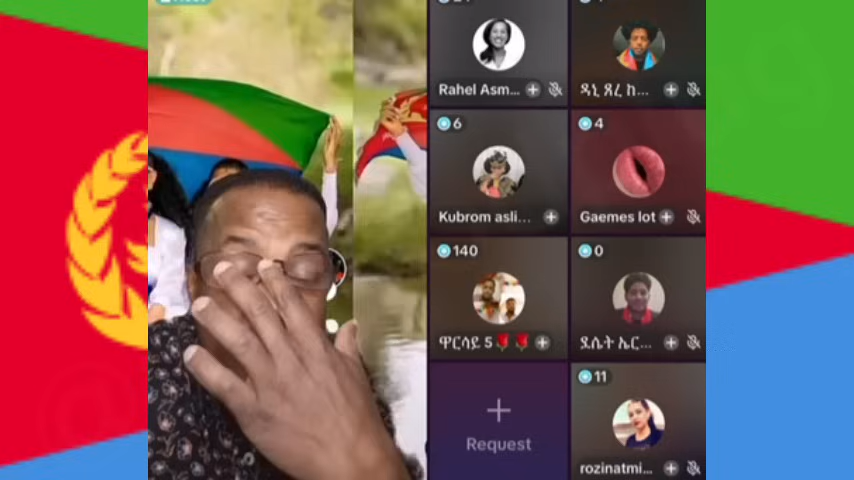 Rahel Asm...
ዳኒ ጸረ ከ...
6
4
Kubrom asli...
Gaemes lot
140
0
ዋርሳይ 5🌹🌹
ደሴት ኤር...
Request
11
rozinatmi...